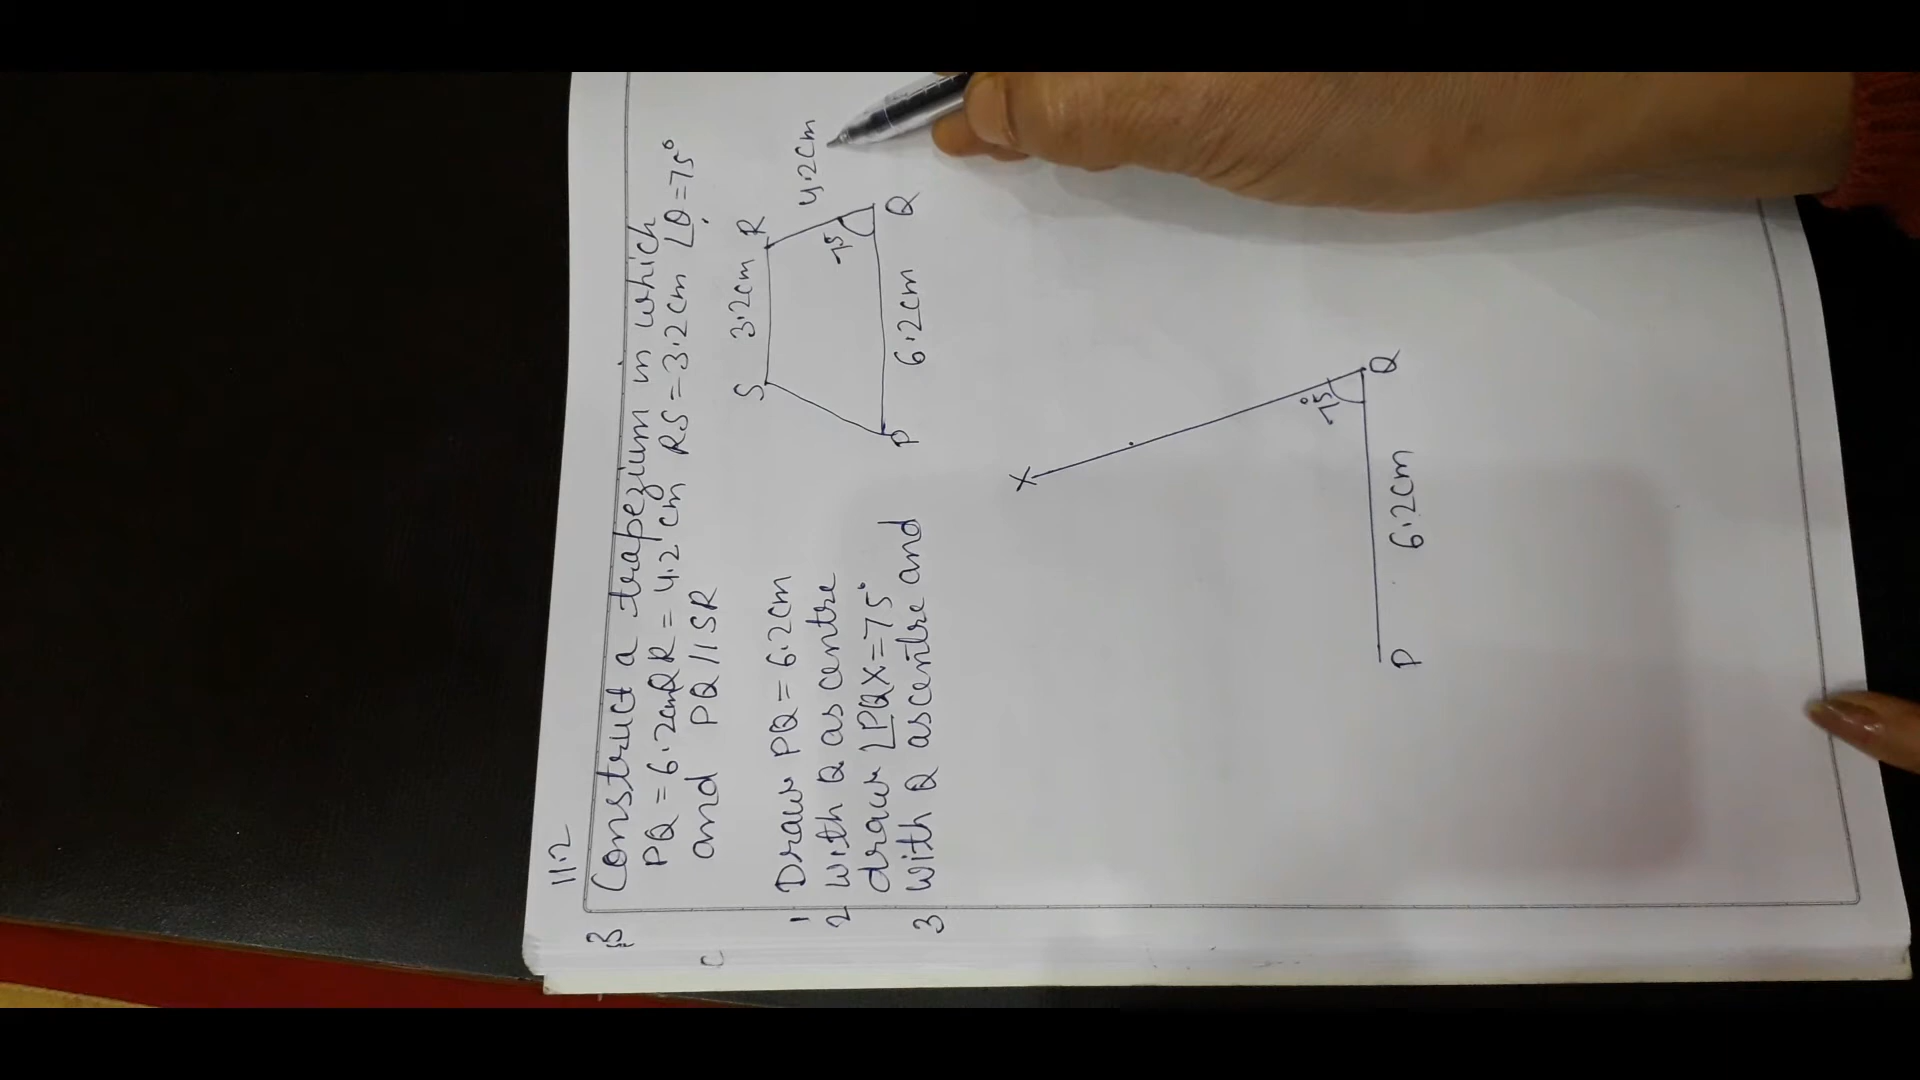 11.2
B Construct a trapezium in which
PQ = 6.2cm QR = 4.2 cm RS = 3.2cm ∠Q = 75°
and PQ || SR
C
S 3.2cm R
4.2cm
75
P 6.2cm Q
1 Draw PQ = 6.2cm
2 with Q as centre
draw ∠PQX = 75°
3 with Q as centre and
X
75°
P 6.2cm Q